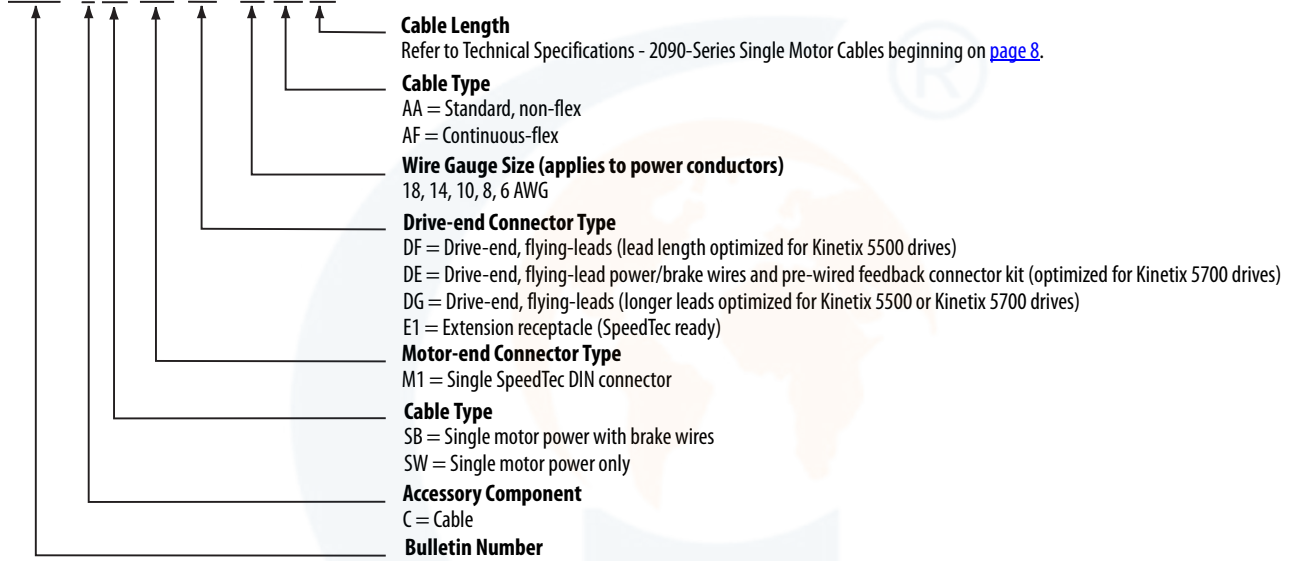 Cable Length
Refer to Technical Specifications - 2090-Series Single Motor Cables beginning on page 8.
Cable Type
AA = Standard, non-flex
AF = Continuous-flex
Wire Gauge Size (applies to power conductors)
18, 14, 10, 8, 6 AWG
Drive-end Connector Type
DF = Drive-end, flying-leads (lead length optimized for Kinetix 5500 drives)
DE = Drive-end, flying-lead power/brake wires and pre-wired feedback connector kit (optimized for Kinetix 5700 drives)
DG = Drive-end, flying-leads (longer leads optimized for Kinetix 5500 or Kinetix 5700 drives)
E1 = Extension receptacle (SpeedTec ready)
Motor-end Connector Type
M1 = Single SpeedTec DIN connector
Cable Type
SB = Single motor power with brake wires
SW = Single motor power only
Accessory Component
C = Cable
Bulletin Number
®